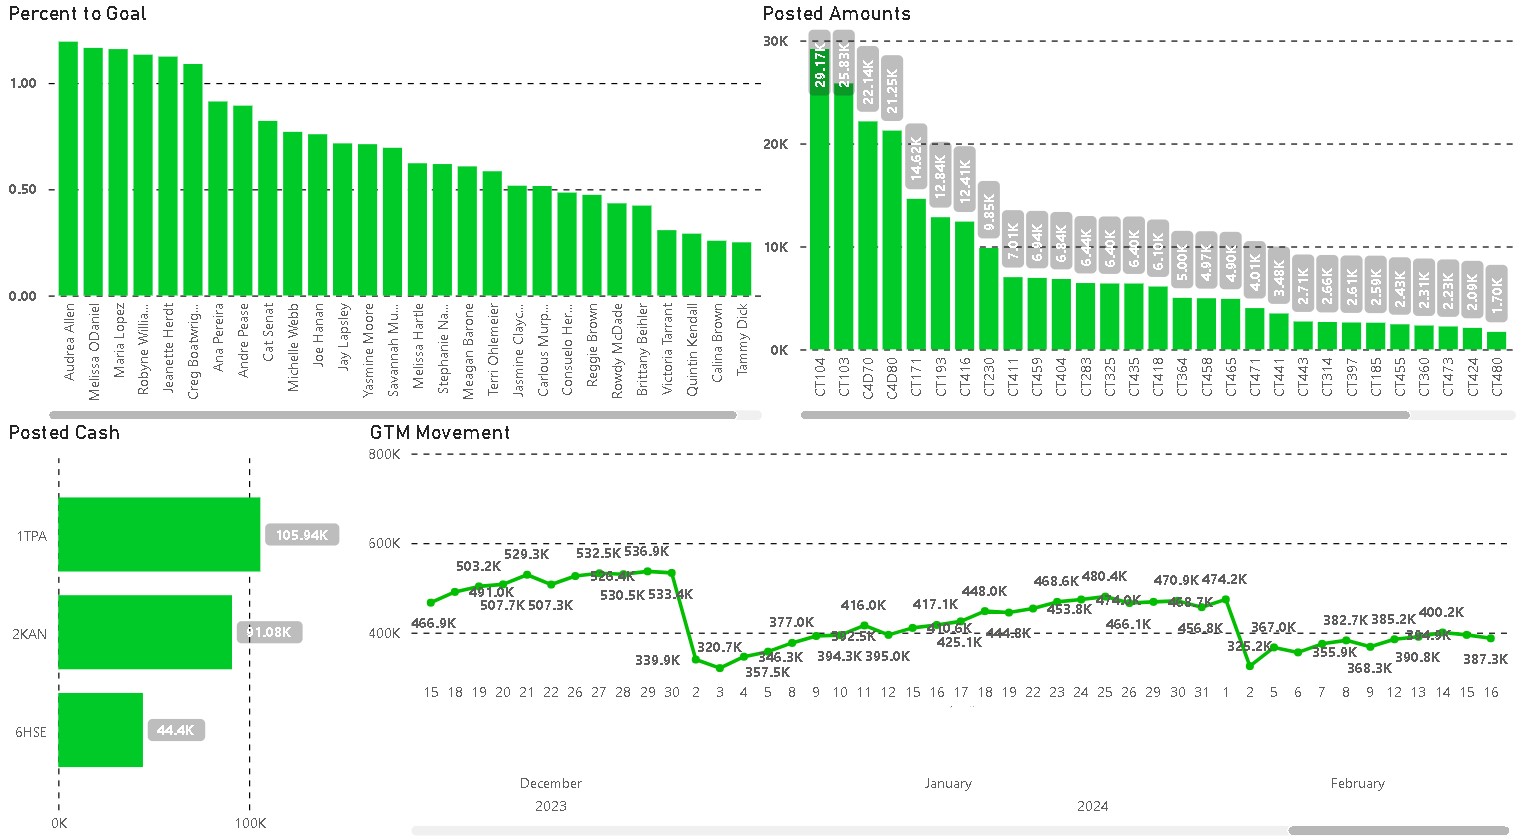 Percent to Goal
1.00
0.50
0.00
Audrea Allen
Melissa ODaniel
Maria Lopez
Robyne Willia...
Jeanette Herdt
Creg Boatwrig...
Ana Pereira
Andre Pease
Cat Senat
Michelle Webb
Joe Hanan
Jay Lapsley
Yasmine Moore
Savannah Mu...
Melissa Hartle
Stephanie Na...
Meagan Barone
Terri Ohlemeier
Jasmine Clayc...
Carlous Murp...
Consuelo Her...
Reggie Brown
Rowdy McDade
Brittany Beihler
Victoria Tarrant
Quintin Kendall
Calina Brown
Tammy Dick
Posted Amounts
30K
20K
10K
0K
29.17K
25.83K
22.14K
21.25K
14.62K
12.84K
12.41K
9.85K
7.01K
6.94K
6.84K
6.44K
6.40K
6.40K
6.10K
5.00K
4.97K
4.90K
4.01K
3.48K
2.71K
2.66K
2.61K
2.59K
2.43K
2.31K
2.23K
2.09K
1.70K
CT104
CT103
C4D70
C4D80
CT171
CT193
CT416
CT230
CT411
CT459
CT404
CT283
CT325
CT435
CT418
CT364
CT458
CT465
CT471
CT441
CT443
CT314
CT397
CT185
CT455
CT360
CT473
CT424
CT480
Posted Cash
1TPA
105.94K
2KAN
91.08K
6HSE
44.4K
0K 100K
GTM Movement
800K
600K
400K
466.9K
491.0K
503.2K
507.7K
529.3K
507.3K
526.4K
532.5K
530.5K
536.9K
533.4K
339.9K
320.7K
346.3K
357.5K
377.0K
394.3K
392.5K
416.0K
395.0K
410.6K
417.1K
425.1K
448.0K
444.8K
453.8K
468.6K
474.0K
480.4K
466.1K
468.7K
470.9K
456.8K
474.2K
325.2K
367.0K
355.9K
382.7K
368.3K
385.2K
390.8K
394.9K
400.2K
387.3K
15 18 19 20 21 22 26 27 28 29 30 2 3 4 5 8 9 10 11 12 15 16 17 18 19 22 23 24 25 26 29 30 31 1 2 5 6 7 8 9 12 13 14 15 16
December January February
2023 2024